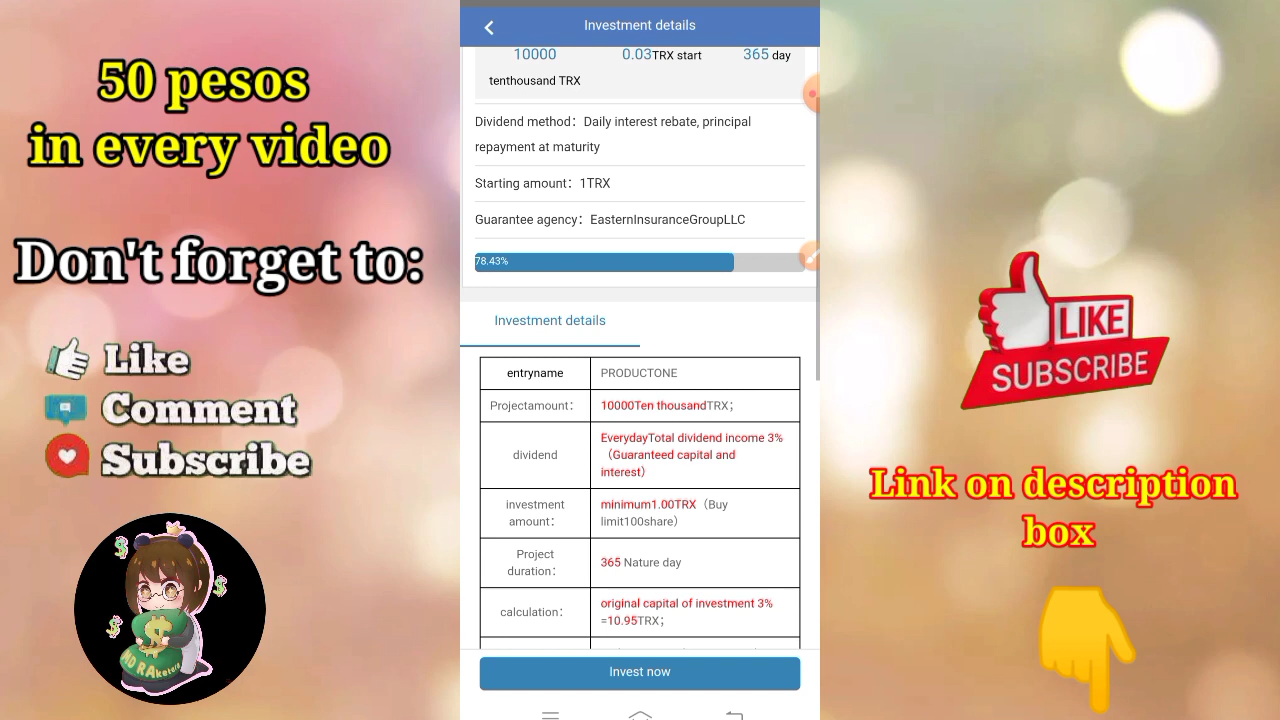 50 pesos
in every video
Don't forget to:
Like
Comment
Subscribe
MD RAketera
Investment details
10000 0.03TRX start 365 day
tenthousand TRX
Dividend method：Daily interest rebate, principal
repayment at maturity
Starting amount：1TRX
Guarantee agency：EasternInsuranceGroupLLC
78.43%
Investment details
entryname PRODUCTONE
Projectamount： 10000Ten thousandTRX；
dividend EverydayTotal dividend income 3%
（Guaranteed capital and
interest）
investment
amount： minimum1.00TRX（Buy
limit100share）
Project
duration： 365 Nature day
calculation： original capital of investment 3%
=10.95TRX；
Invest now
LIKE
SUBSCRIBE
Link on description
box